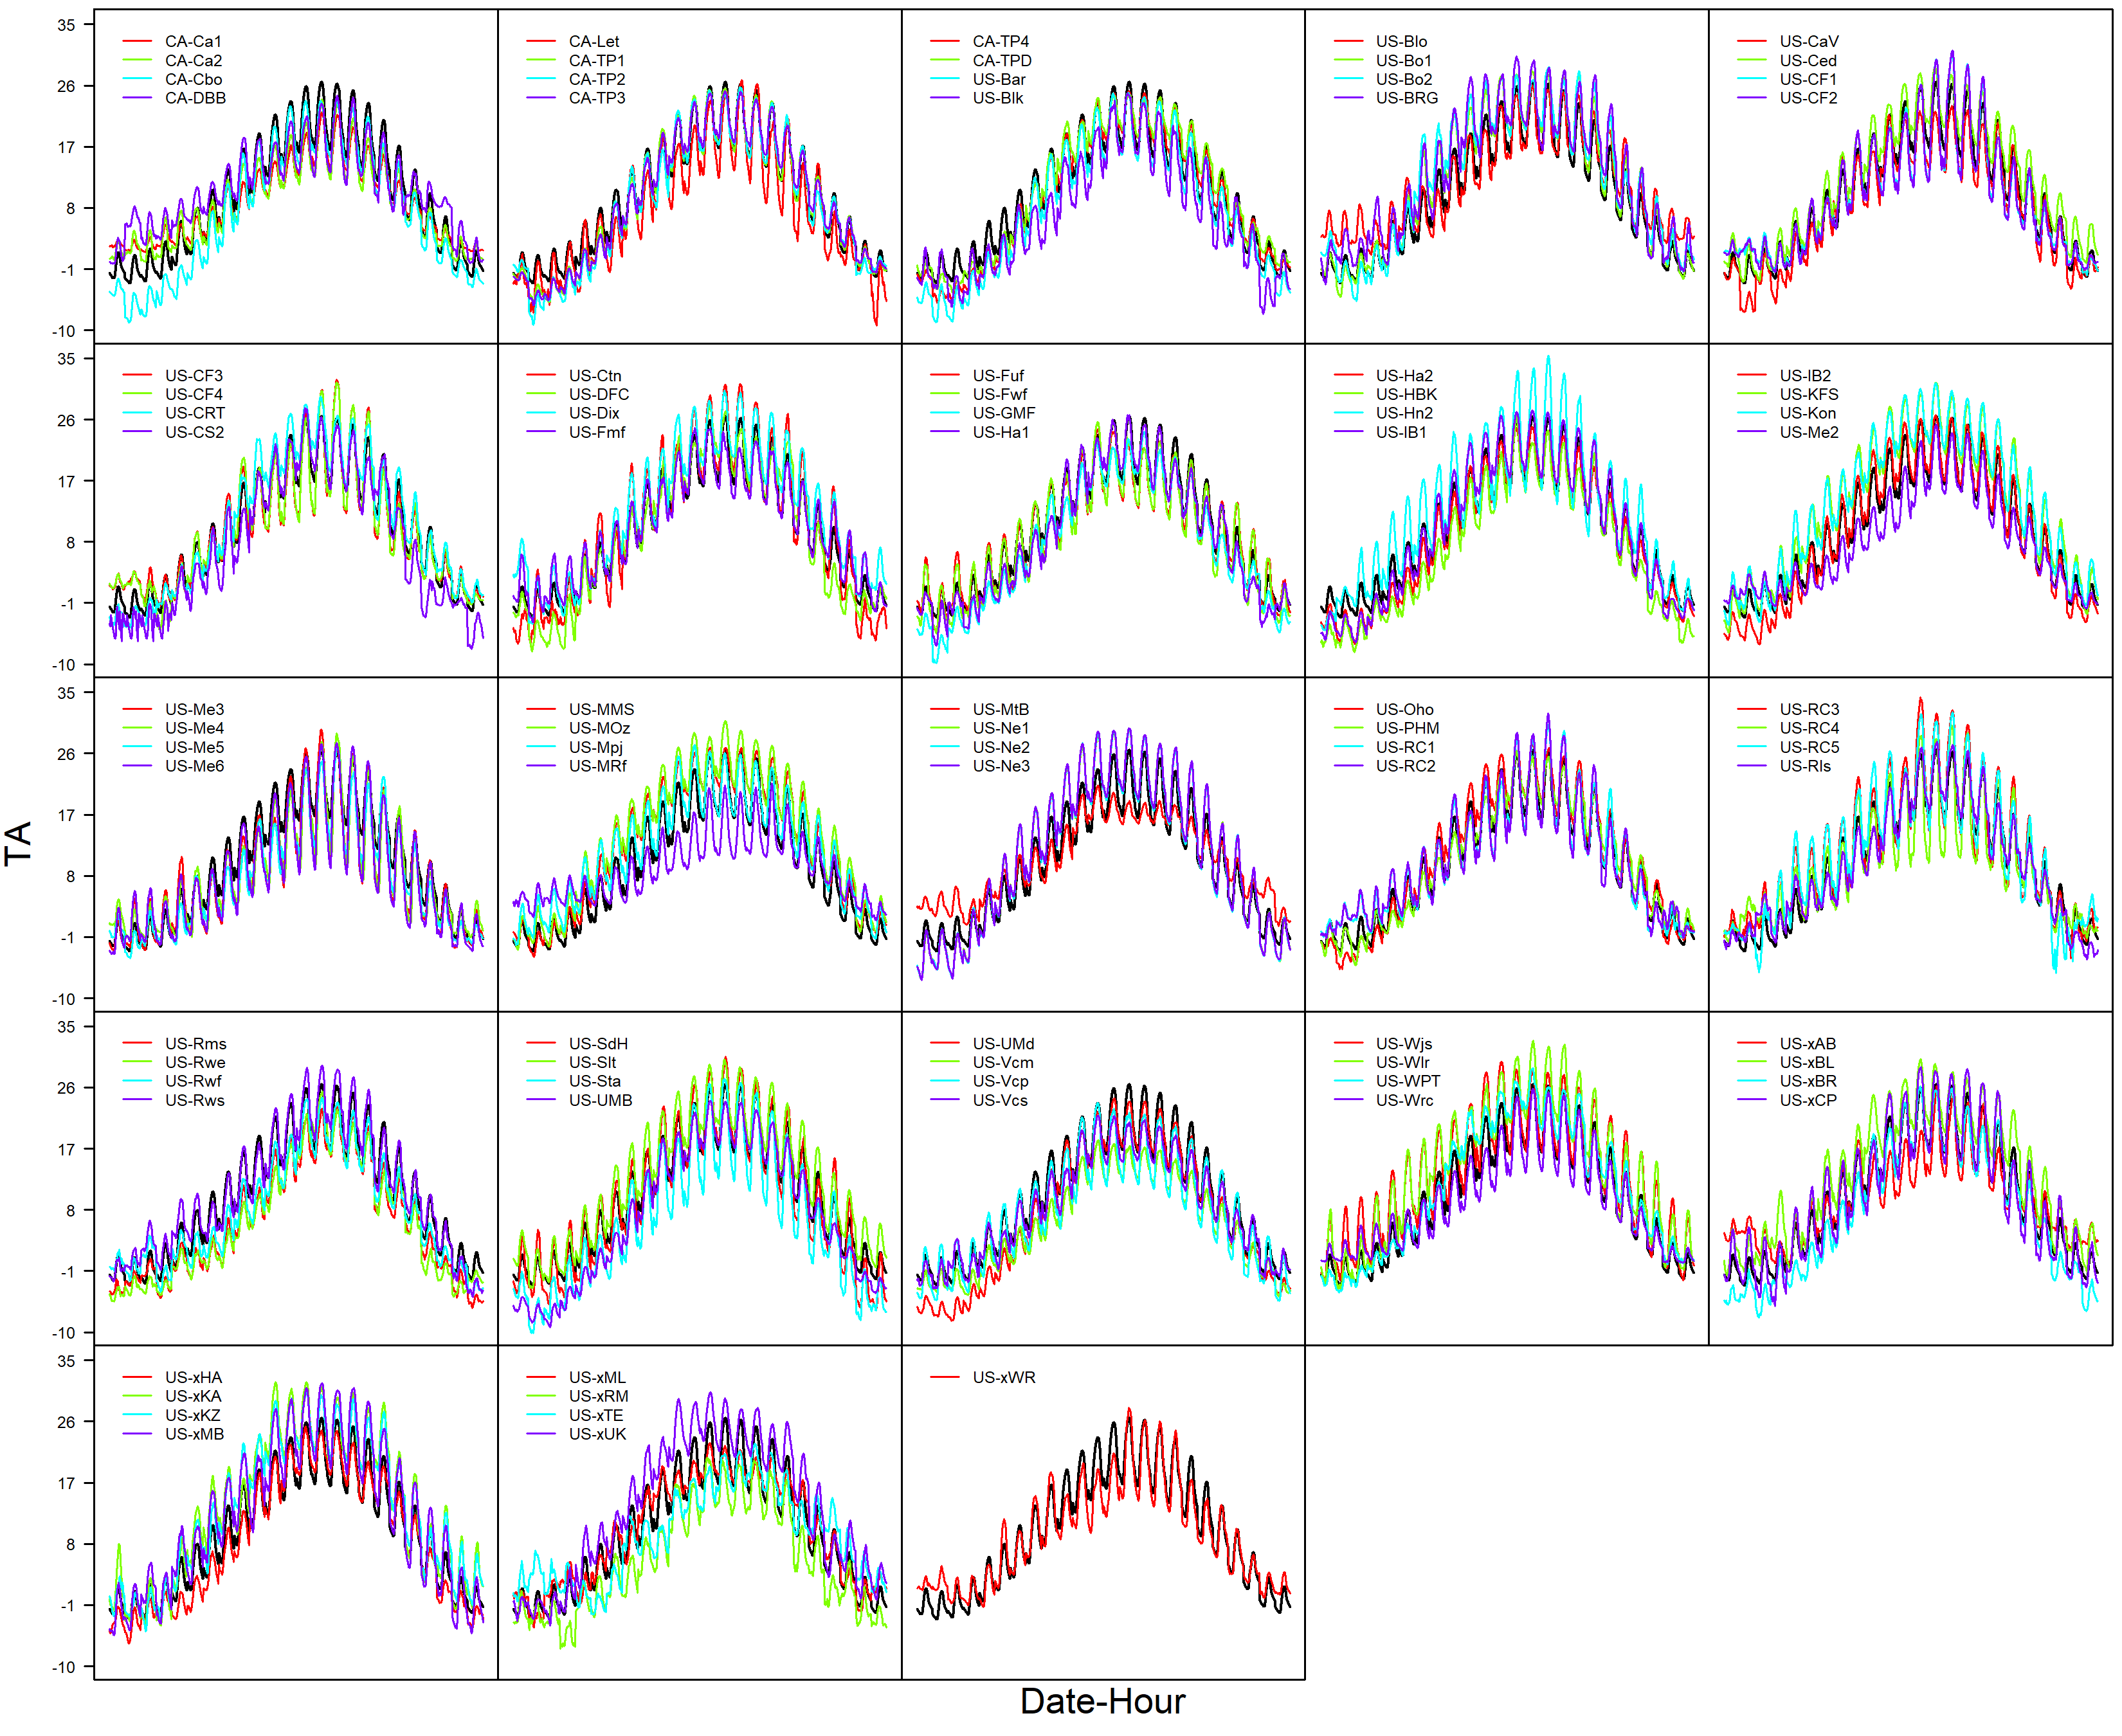 35
26
17
8
-1
-10
CA-Ca1
CA-Ca2
CA-Cbo
CA-DBB
CA-Let
CA-TP1
CA-TP2
CA-TP3
CA-TP4
CA-TPD
US-Bar
US-Blk
US-Blo
US-Bo1
US-Bo2
US-BRG
US-CaV
US-Ced
US-CF1
US-CF2
35
26
17
8
-1
-10
US-CF3
US-CF4
US-CRT
US-CS2
US-Ctn
US-DFC
US-Dix
US-Fmf
US-Fuf
US-Fwf
US-GMF
US-Ha1
US-Ha2
US-HBK
US-Hn2
US-IB1
US-IB2
US-KFS
US-Kon
US-Me2
TA
35
26
17
8
-1
-10
US-Me3
US-Me4
US-Me5
US-Me6
US-MMS
US-MOz
US-Mpj
US-MRf
US-MtB
US-Ne1
US-Ne2
US-Ne3
US-Oho
US-PHM
US-RC1
US-RC2
US-RC3
US-RC4
US-RC5
US-Rls
35
26
17
8
-1
-10
US-Rms
US-Rwe
US-Rwf
US-Rws
US-SdH
US-Slt
US-Sta
US-UMB
US-UMd
US-Vcm
US-Vcp
US-Vcs
US-Wjs
US-Wlr
US-WPT
US-Wrc
US-xAB
US-xBL
US-xBR
US-xCP
35
26
17
8
-1
-10
US-xHA
US-xKA
US-xKZ
US-xMB
US-xML
US-xRM
US-xTE
US-xUK
US-xWR
Date-Hour